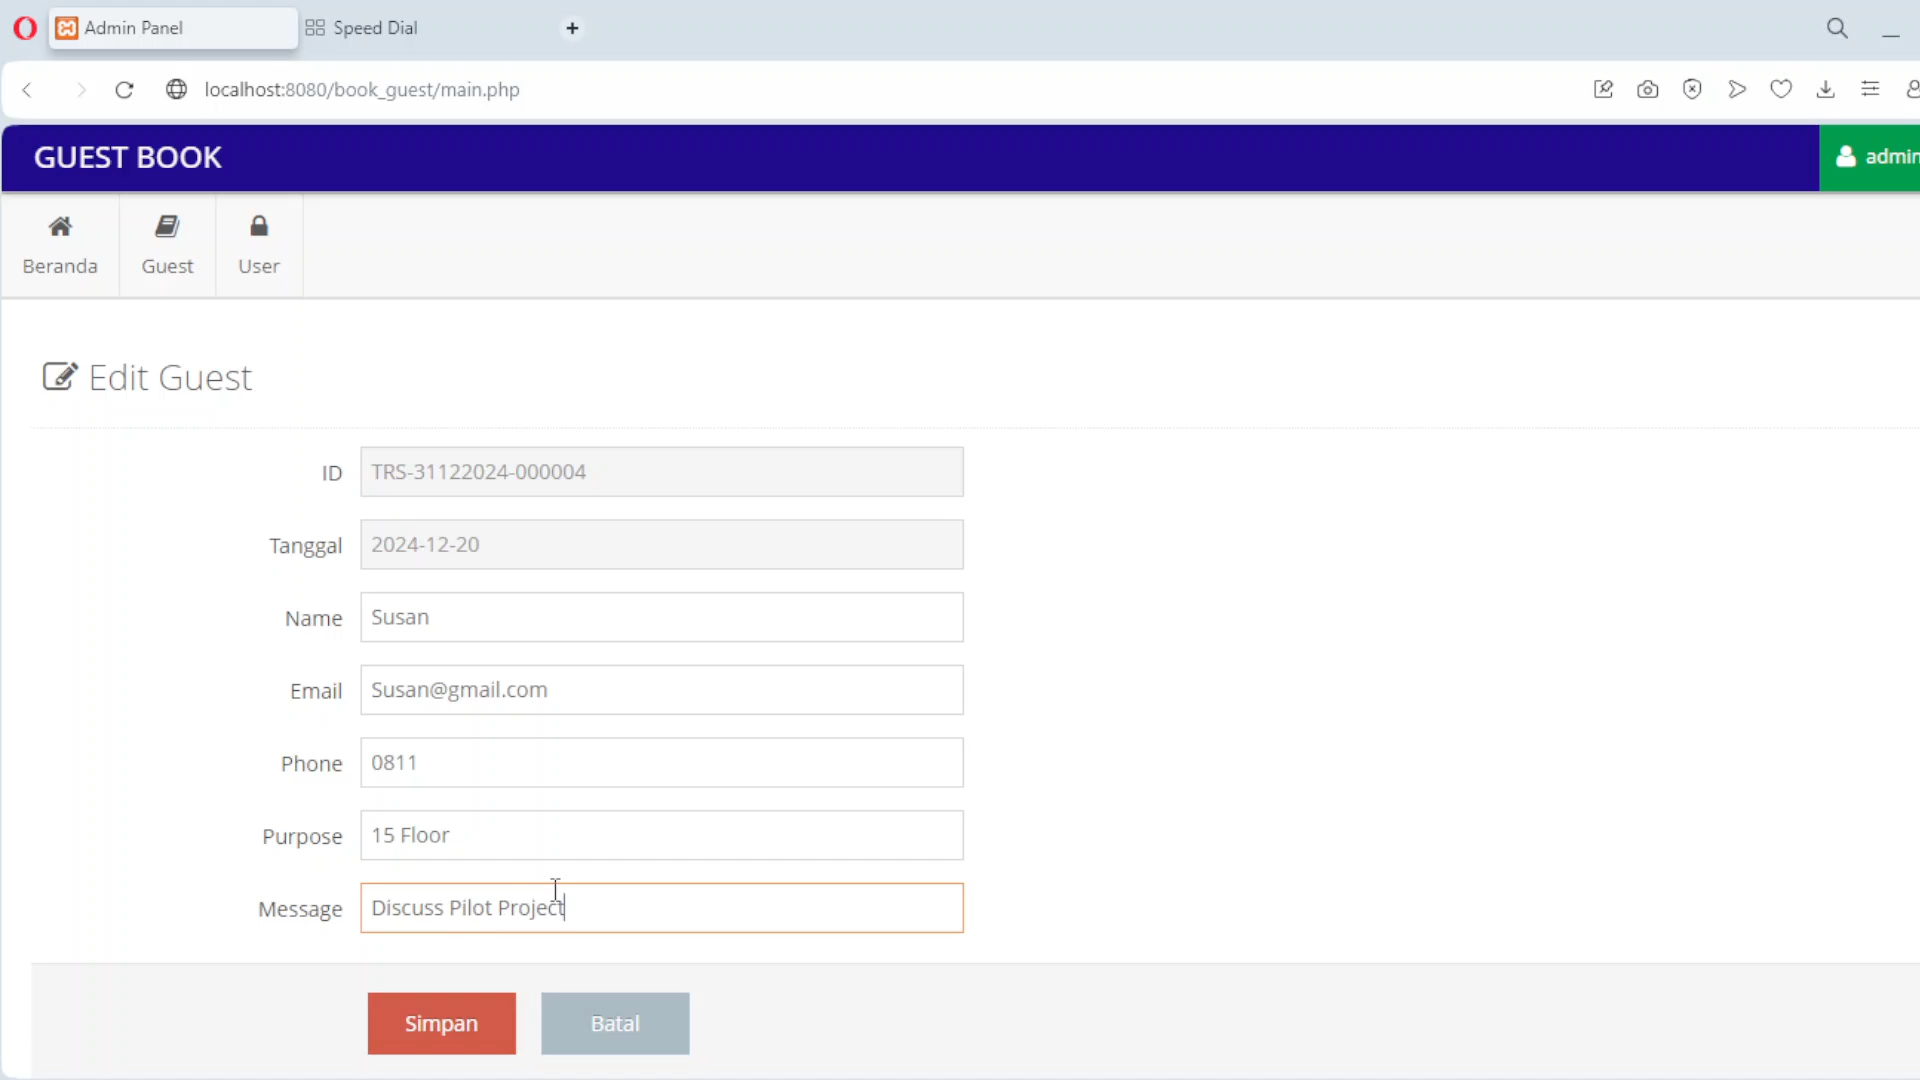 Admin Panel
Speed Dial
localhost:8080/book_guest/main.php
GUEST BOOK
admin
Beranda
Guest
User
Edit Guest
ID
TRS-31122024-000004
Tanggal
2024-12-20
Name
Susan
Email
Susan@gmail.com
Phone
0811
Purpose
15 Floor
Message
Discuss Pilot Project
Simpan
Batal